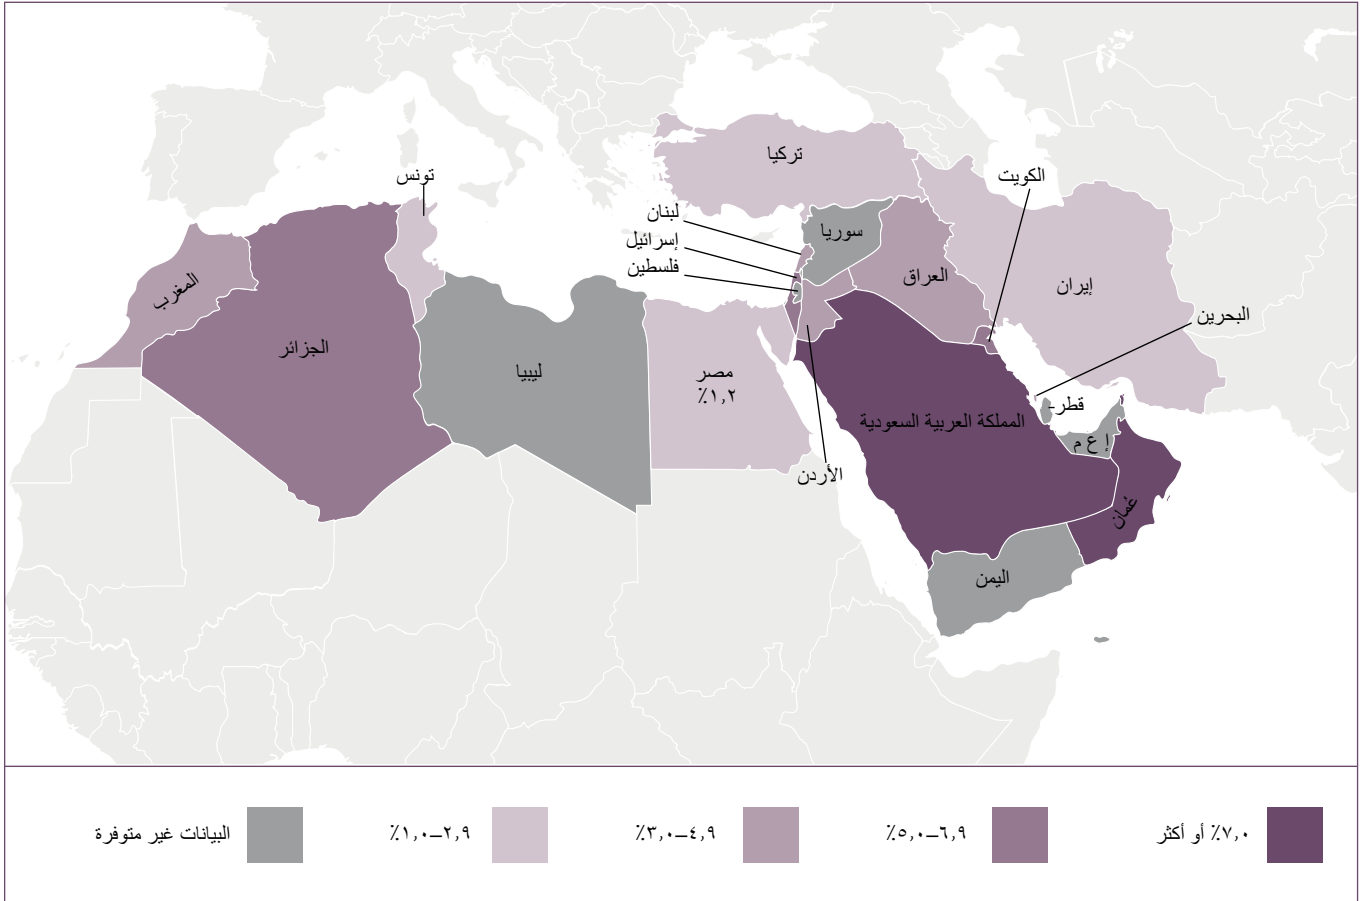 تركيا
الكويت
تونس
لبنان
سوريا
إسرائيل
فلسطين
العراق
المغرب
إيران
البحرين
الجزائر
ليبيا
مصر
٪١,٢
قطر
المملكة العربية السعودية
إ ع م
الأردن
عُمان
اليمن
٪٧,٠ أو أكثر
٪٥,٠–٦,٩
٪٣,٠–٤,٩
٪١,٠–٢,٩
البيانات غير متوفرة